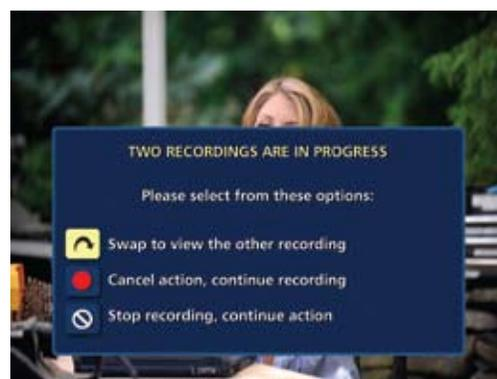 TWO RECORDINGS ARE IN PROGRESS
Please select from these options:
Swap to view the other recording
Cancel action, continue recording
Stop recording, continue action